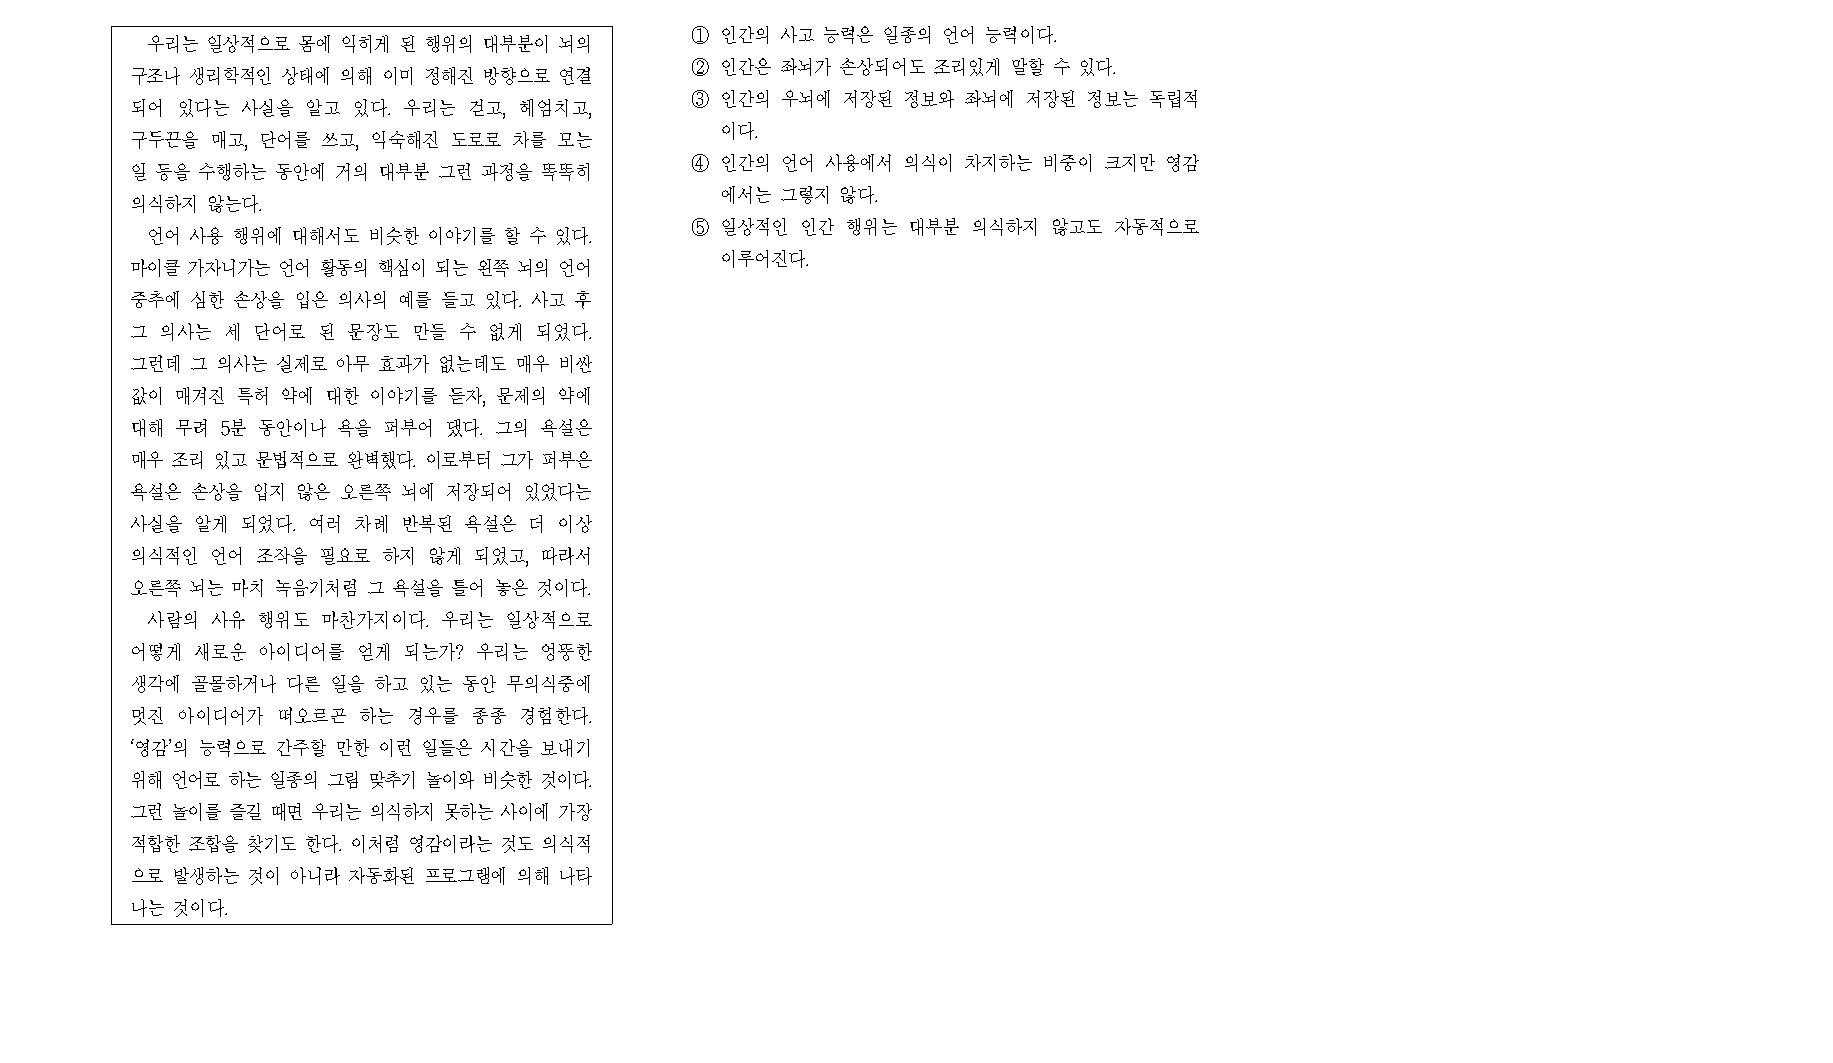 우리는 일상적으로 몸에 익히게 된 행위의 대부분이 뇌의
구조나 생리학적인 상태에 의해 이미 정해진 방향으로 연결
되어 있다는 사실을 알고 있다. 우리는 걷고, 헤엄치고,
구두끈을 매고, 단어를 쓰고, 익숙해진 도로로 차를 모는
일 등을 수행하는 동안에 거의 대부분 그런 과정을 똑똑히
의식하지 않는다.
언어 사용 행위에 대해서도 비슷한 이야기를 할 수 있다.
마이클 가자니가는 언어 활동의 핵심이 되는 왼쪽 뇌의 언어
중추에 심한 손상을 입은 의사의 예를 들고 있다. 사고 후
그 의사는 세 단어로 된 문장도 만들 수 없게 되었다.
그런데 그 의사는 실제로 아무 효과가 없는데도 매우 비싼
값이 매겨진 특허 약에 대한 이야기를 듣자, 문제의 약에
대해 무려 5분 동안이나 욕을 퍼부어 댔다. 그의 욕설은
매우 조리 있고 문법적으로 완벽했다. 이로부터 그가 퍼부은
욕설은 손상을 입지 않은 오른쪽 뇌에 저장되어 있었다는
사실을 알게 되었다. 여러 차례 반복된 욕설은 더 이상
의식적인 언어 조작을 필요로 하지 않게 되었고, 따라서
오른쪽 뇌는 마치 녹음기처럼 그 욕설을 틀어 놓은 것이다.
사람의 사유 행위도 마찬가지이다. 우리는 일상적으로
어떻게 새로운 아이디어를 얻게 되는가? 우리는 엉뚱한
생각에 골몰하거나 다른 일을 하고 있는 동안 무의식중에
멋진 아이디어가 떠오르곤 하는 경우를 종종 경험한다.
‘영감’의 능력으로 간주할 만한 이런 일들은 시간을 보내기
위해 언어로 하는 일종의 그림 맞추기 놀이와 비슷한 것이다.
그런 놀이를 즐길 때면 우리는 의식하지 못하는 사이에 가장
적합한 조합을 찾기도 한다. 이처럼 영감이라는 것도 의식적
으로 발생하는 것이 아니라 자동화된 프로그램에 의해 나타
나는 것이다.
① 인간의 사고 능력은 일종의 언어 능력이다.
② 인간은 좌뇌가 손상되어도 조리있게 말할 수 있다.
③ 인간의 우뇌에 저장된 정보와 좌뇌에 저장된 정보는 독립적
이다.
④ 인간의 언어 사용에서 의식이 차지하는 비중이 크지만 영감
에서는 그렇지 않다.
⑤ 일상적인 인간 행위는 대부분 의식하지 않고도 자동적으로
이루어진다.